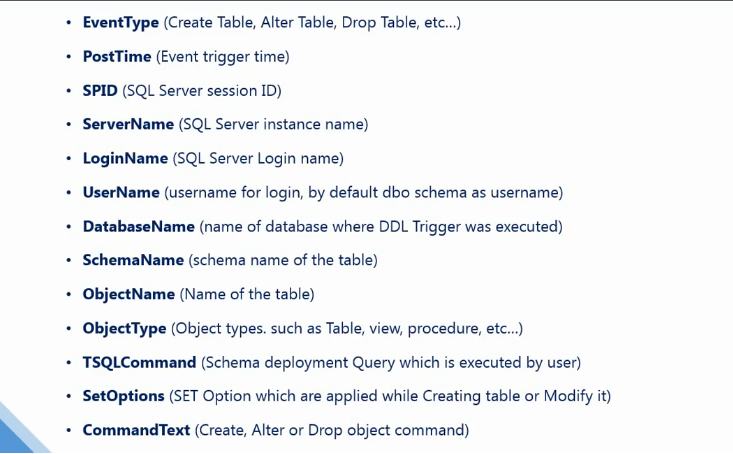 • EventType (Create Table, Alter Table, Drop Table, etc...)
• PostTime (Event trigger time)
• SPID (SQL Server session ID)
• ServerName (SQL Server instance name)
• LoginName (SQL Server Login name)
• UserName (username for login, by default dbo schema as username)
• DatabaseName (name of database where DDL Trigger was executed)
• SchemaName (schema name of the table)
• ObjectName (Name of the table)
• ObjectType (Object types. such as Table, view, procedure, etc...)
• TSQLCommand (Schema deployment Query which is executed by user)
• SetOptions (SET Option which are applied while Creating table or Modify it)
• CommandText (Create, Alter or Drop object command)